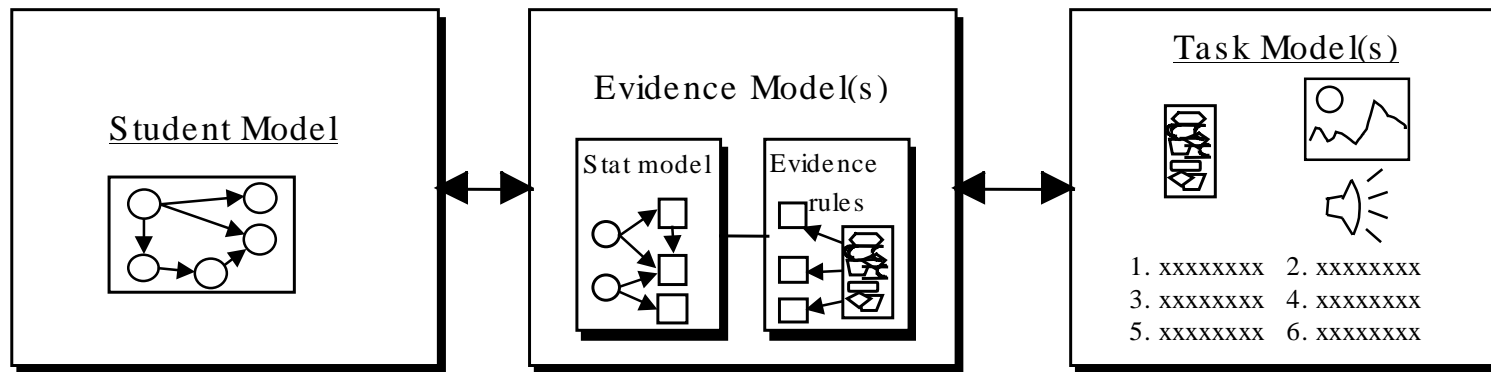 Student Model
Evidence Model(s)
Stat model
Evidence
rules
Task Model(s)
1. xxxxxxxx 2. xxxxxxxx
3. xxxxxxxx 4. xxxxxxxx
5. xxxxxxxx 6. xxxxxxxx